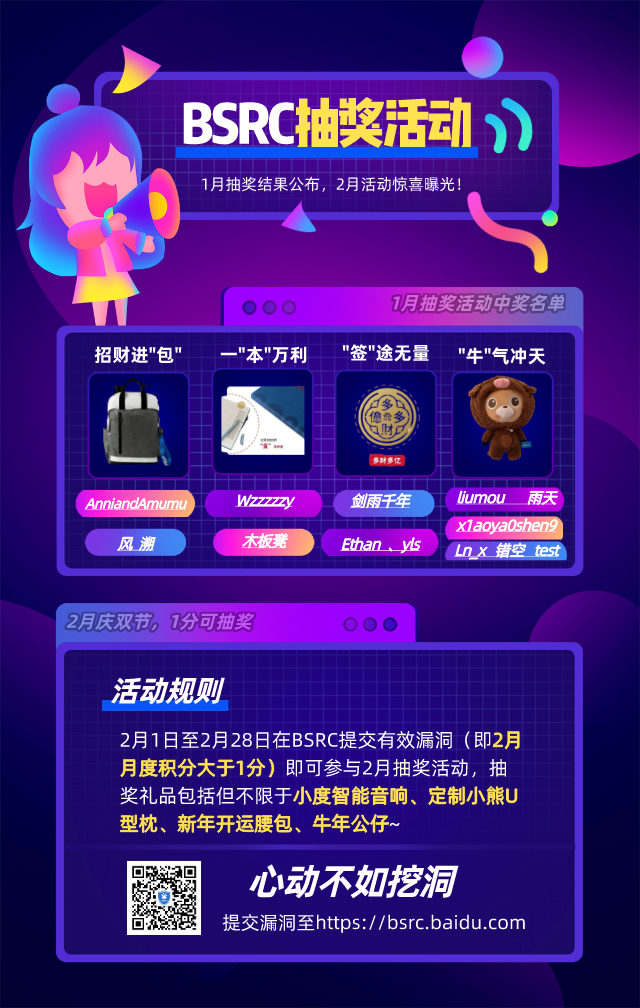 BSRC抽奖活动
1月抽奖结果公布，2月活动惊喜曝光！
1月抽奖活动中奖名单
招财进"包"
一"本"万利
"签"途无量
"牛"气冲天
多
億 多
財
多财多亿
AnniandAmumu
Wzzzzzy
剑雨千年
liumou 雨天
x1aoya0shen9
风 溯
木板凳
Ethan 、yls
Ln_x 错空 test
2月庆双节，1分可抽奖
活动规则
2月1日至2月28日在BSRC提交有效漏洞（即2月
月度积分大于1分）即可参与2月抽奖活动，抽
奖礼品包括但不限于小度智能音响、定制小熊U
型枕、新年开运腰包、牛年公仔~
心动不如挖洞
提交漏洞至https://bsrc.baidu.com